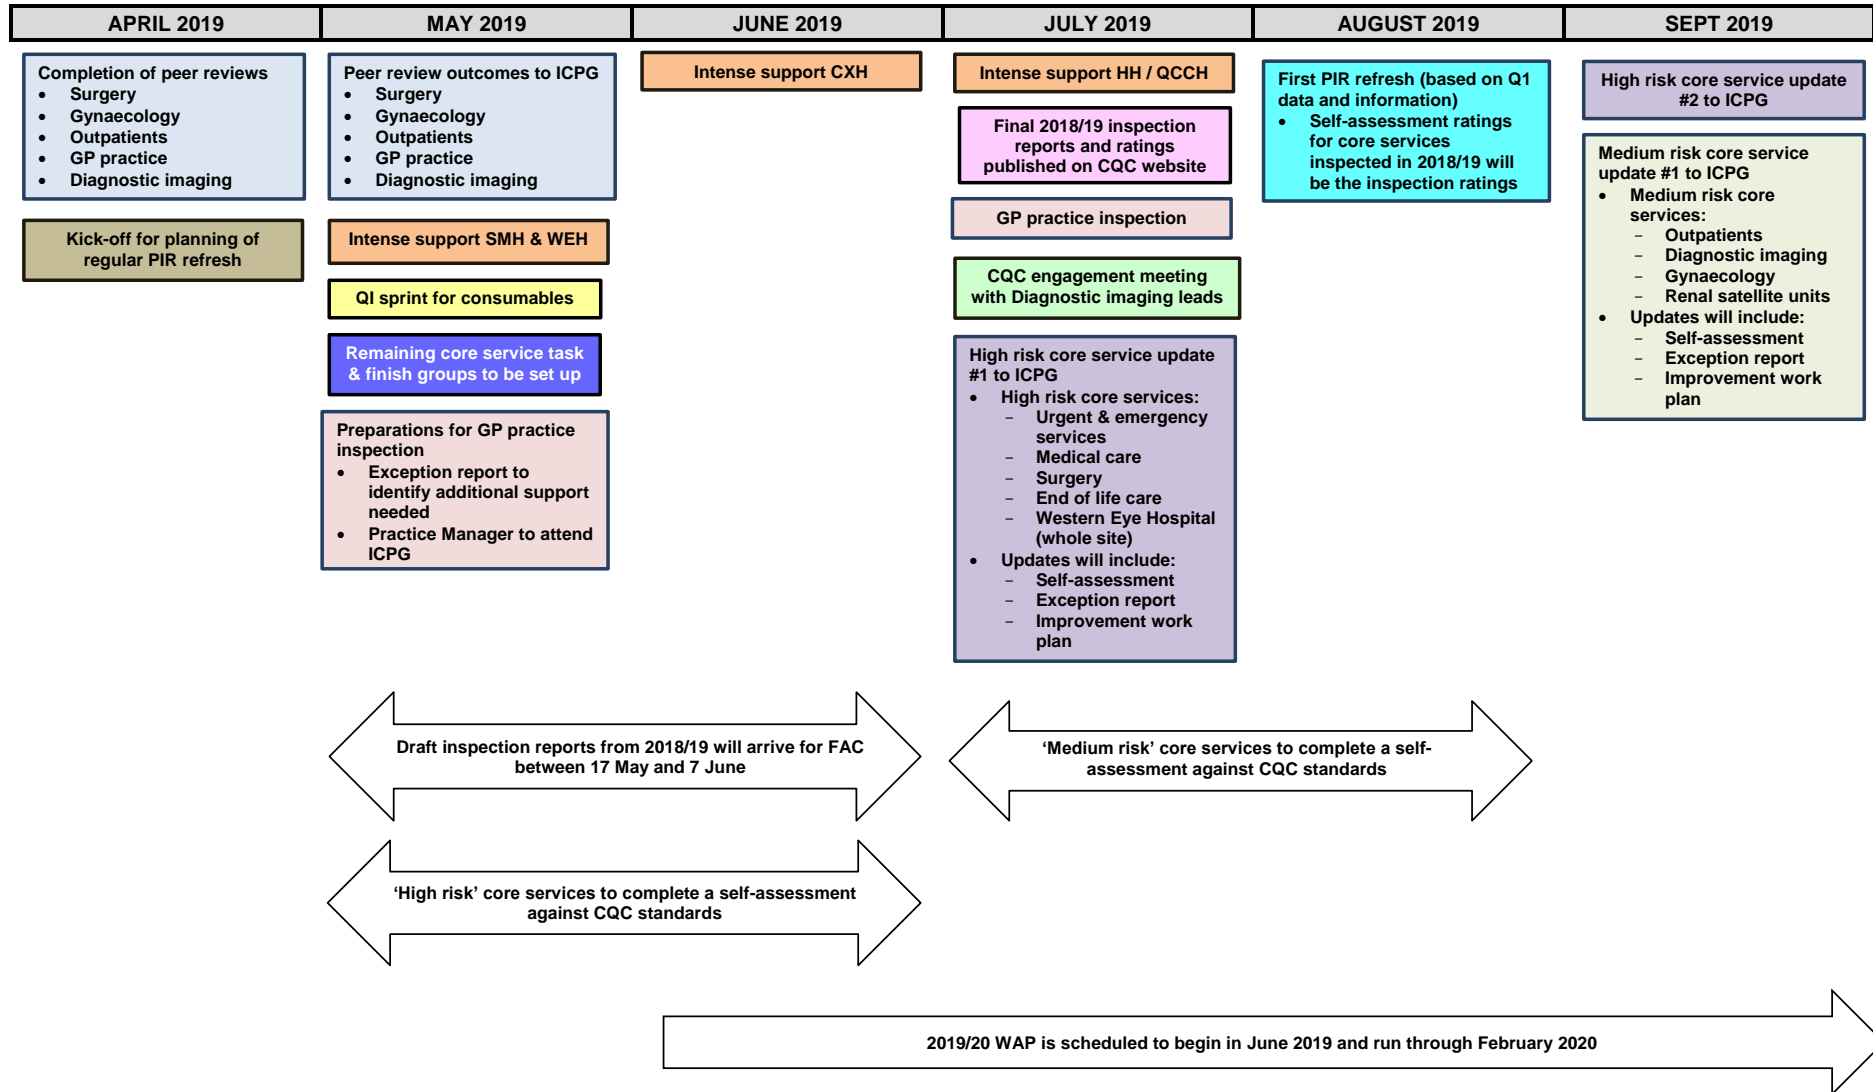 APRIL 2019
MAY 2019
JUNE 2019
JULY 2019
AUGUST 2019
SEPT 2019
Completion of peer reviews
• Surgery
• Gynaecology
• Outpatients
• GP practice
• Diagnostic imaging
Kick-off for planning of
regular PIR refresh
Peer review outcomes to ICPG
• Surgery
• Gynaecology
• Outpatients
• GP practice
• Diagnostic imaging
Intense support SMH & WEH
QI sprint for consumables
Remaining core service task
& finish groups to be set up
Preparations for GP practice
inspection
• Exception report to
identify additional support
needed
• Practice Manager to attend
ICPG
Intense support CXH
Intense support HH / QCCH
Final 2018/19 inspection
reports and ratings
published on CQC website
GP practice inspection
CQC engagement meeting
with Diagnostic imaging leads
High risk core service update
#1 to ICPG
• High risk core services:
− Urgent & emergency
services
− Medical care
− Surgery
− End of life care
− Western Eye Hospital
(whole site)
• Updates will include:
− Self-assessment
− Exception report
− Improvement work
plan
First PIR refresh (based on Q1
data and information)
• Self-assessment ratings
for core services
inspected in 2018/19 will
be the inspection ratings
High risk core service update
#2 to ICPG
Medium risk core service
update #1 to ICPG
• Medium risk core
services:
− Outpatients
− Diagnostic imaging
− Gynaecology
− Renal satellite units
• Updates will include:
− Self-assessment
− Exception report
− Improvement work
plan
Draft inspection reports from 2018/19 will arrive for FAC
between 17 May and 7 June
‘Medium risk’ core services to complete a self-
assessment against CQC standards
‘High risk’ core services to complete a self-assessment
against CQC standards
2019/20 WAP is scheduled to begin in June 2019 and run through February 2020